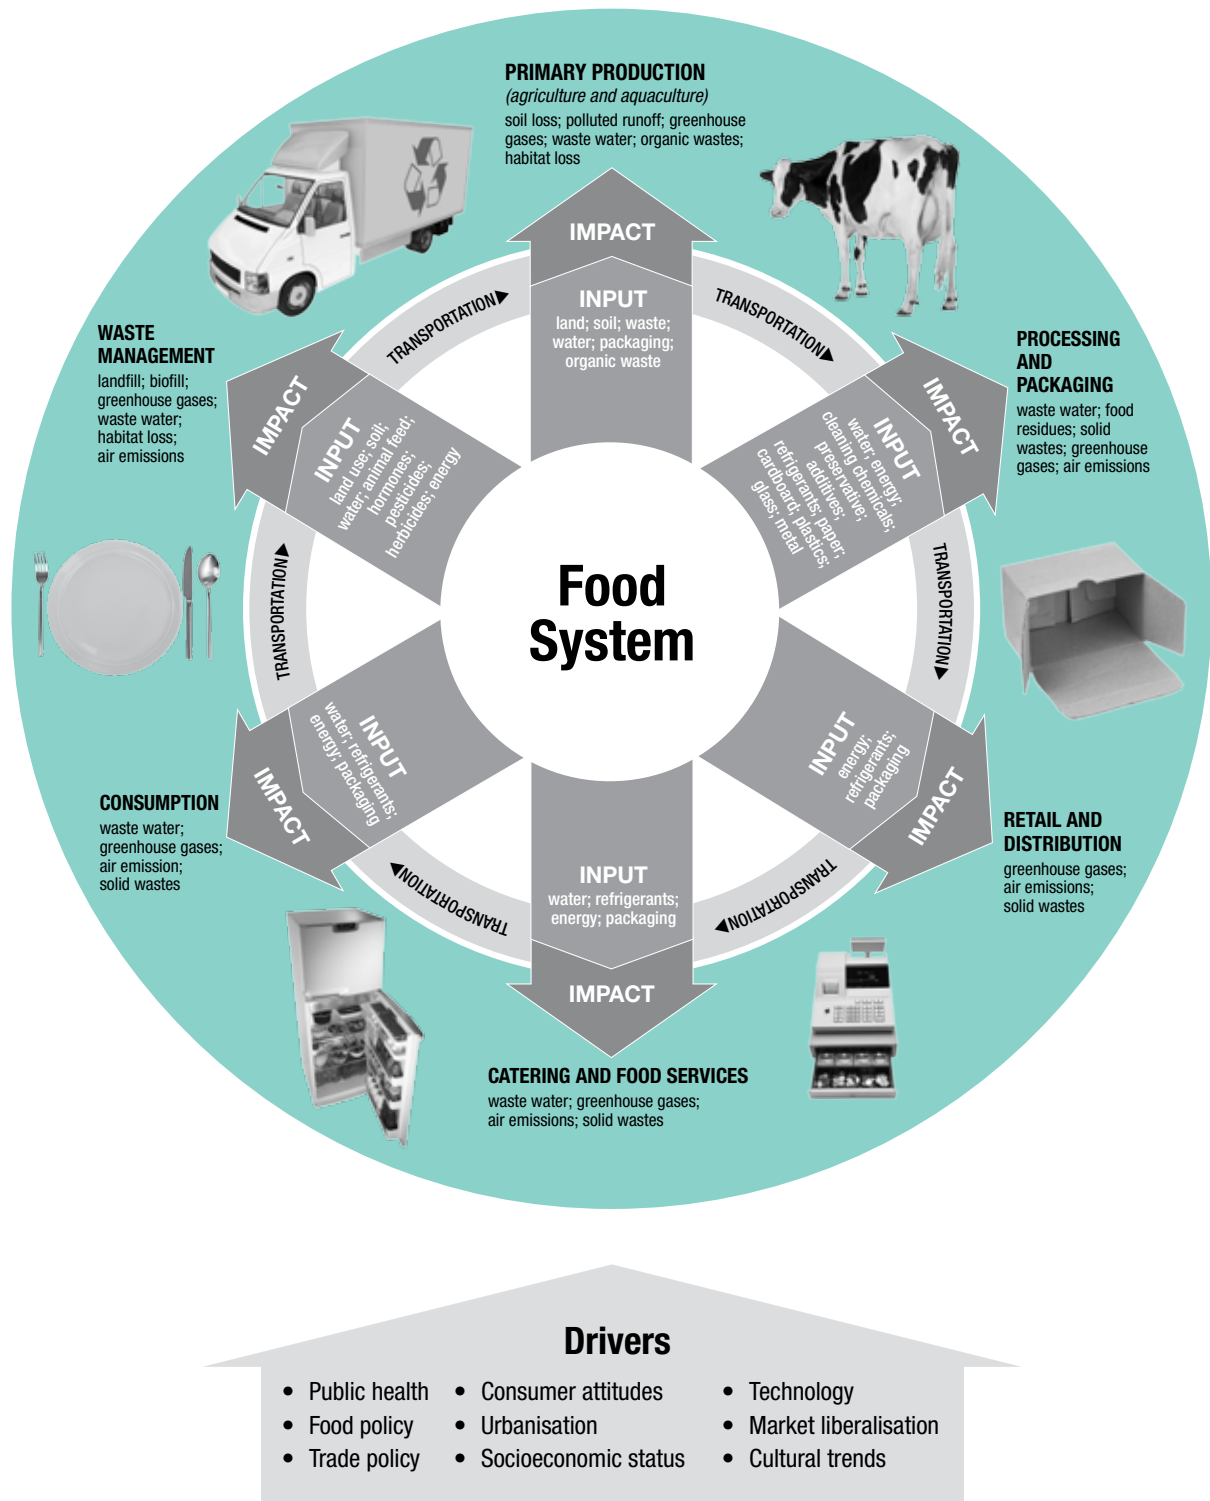 PRIMARY PRODUCTION
(agriculture and aquaculture)
soil loss; polluted runoff; greenhouse
gases; waste water; organic wastes;
habitat loss
IMPACT
INPUT
land; soil; waste;
water; packaging;
organic waste
TRANSPORTATION
PROCESSING
AND
PACKAGING
waste water; food
residues; solid
wastes; greenhouse
gases; air emissions
IMPACT
INPUT
water; energy;
cleaning chemicals;
preservative;
additives;
refrigerants; paper;
cardboard; plastics;
glass; metal
TRANSPORTATION
RETAIL AND
DISTRIBUTION
greenhouse gases;
air emissions;
solid wastes
IMPACT
INPUT
energy;
refrigerants;
packaging
TRANSPORTATION
CATERING AND FOOD SERVICES
waste water; greenhouse gases;
air emissions; solid wastes
IMPACT
INPUT
water; refrigerants;
energy; packaging
TRANSPORTATION
CONSUMPTION
waste water;
greenhouse gases;
air emission;
solid wastes
IMPACT
INPUT
water; refrigerants;
energy; packaging
TRANSPORTATION
WASTE
MANAGEMENT
landfill; biofill;
greenhouse gases;
waste water;
habitat loss;
air emissions
IMPACT
INPUT
land use; soil;
water; animal feed;
hormones;
pesticides;
herbicides; energy
TRANSPORTATION
Food
System
Drivers
• Public health
• Food policy
• Trade policy
• Consumer attitudes
• Urbanisation
• Socioeconomic status
• Technology
• Market liberalisation
• Cultural trends